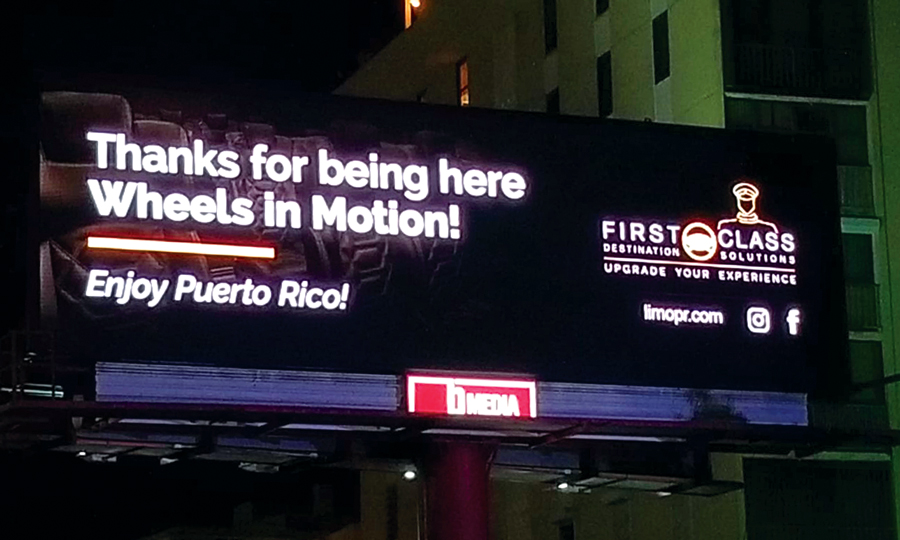 Thanks for being here
Wheels in Motion!
Enjoy Puerto Rico!
FIRST CLASS
DESTINATION SOLUTIONS
UPGRADE YOUR EXPERIENCE
limopr.com
b MEDIA